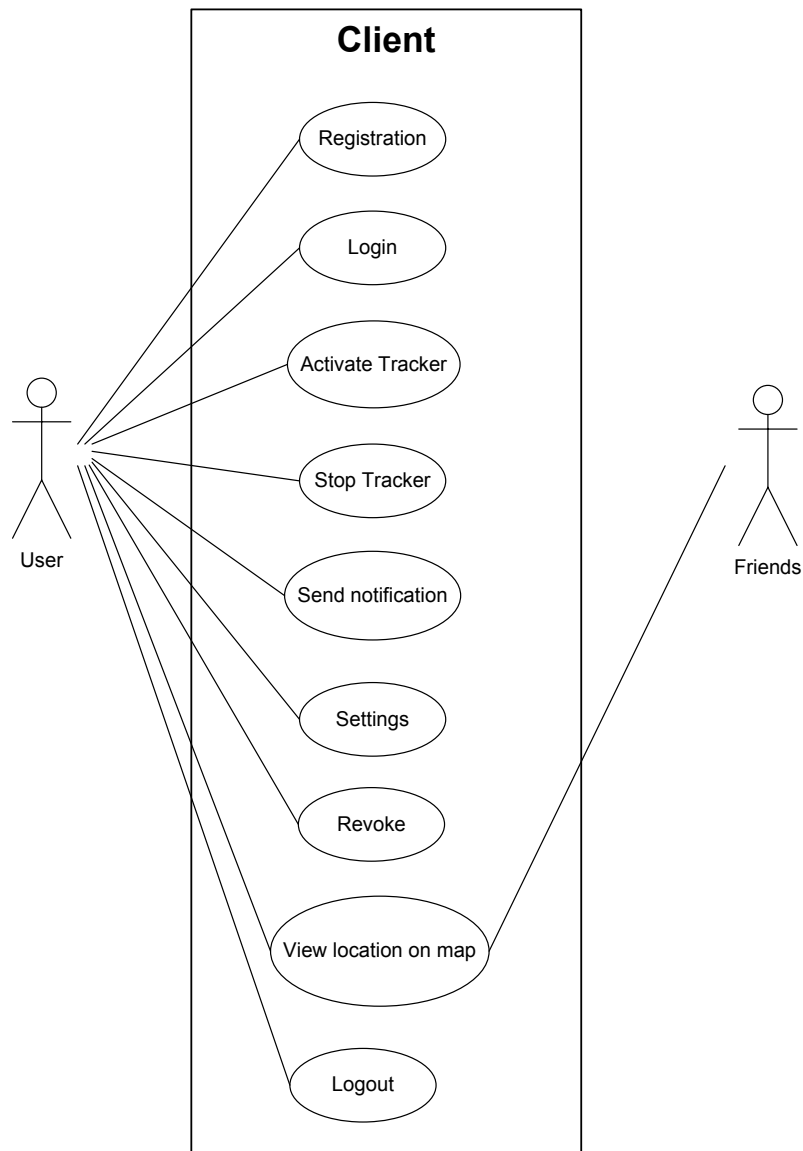 Client
Registration
Login
Activate Tracker
Stop Tracker
User
Friends
Send notification
Settings
Revoke
View location on map
Logout